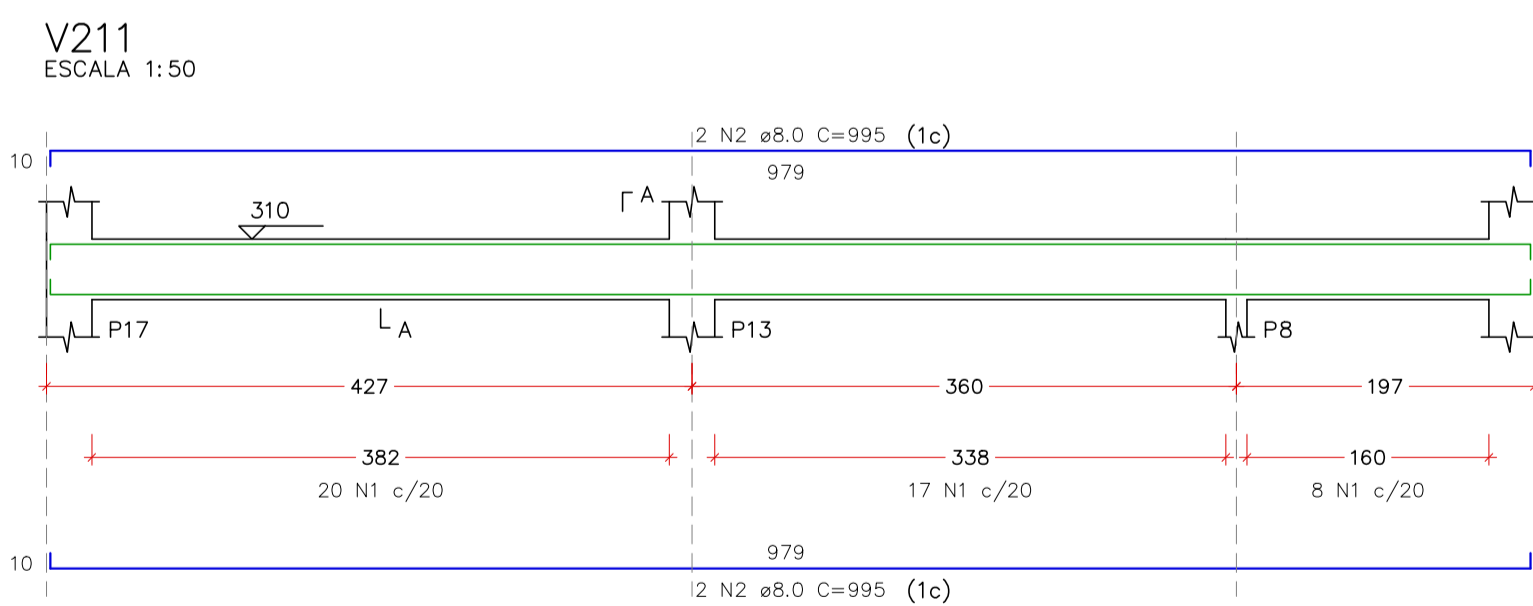 V211
ESCALA 1:50
2 N2 ø8.0 C=995 (1c)
10
979
A
310
P17
A
P13
P8
427
360
197
382
338
160
20 N1 c/20
17 N1 c/20
8 N1 c/20
979
10
2 N2 ø8.0 C=995 (1c)